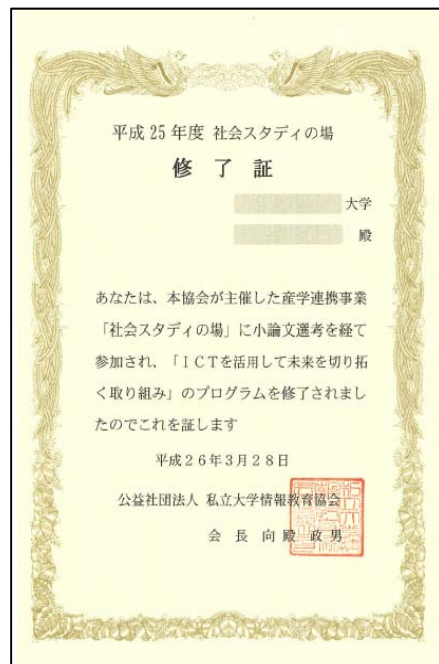 平成25年度 社会スタディの場
修了証
大学
殿
あなたは、本協会が主催した産学連携事業
「社会スタディの場」に小論文選考を経て
参加され、「ICTを活用して未来を切り拓
く取り組み」のプログラムを修了されまし
たのでこれを証します
平成26年3月28日
公益社団法人 私立大学情報教育協会
会長 向殿 政男